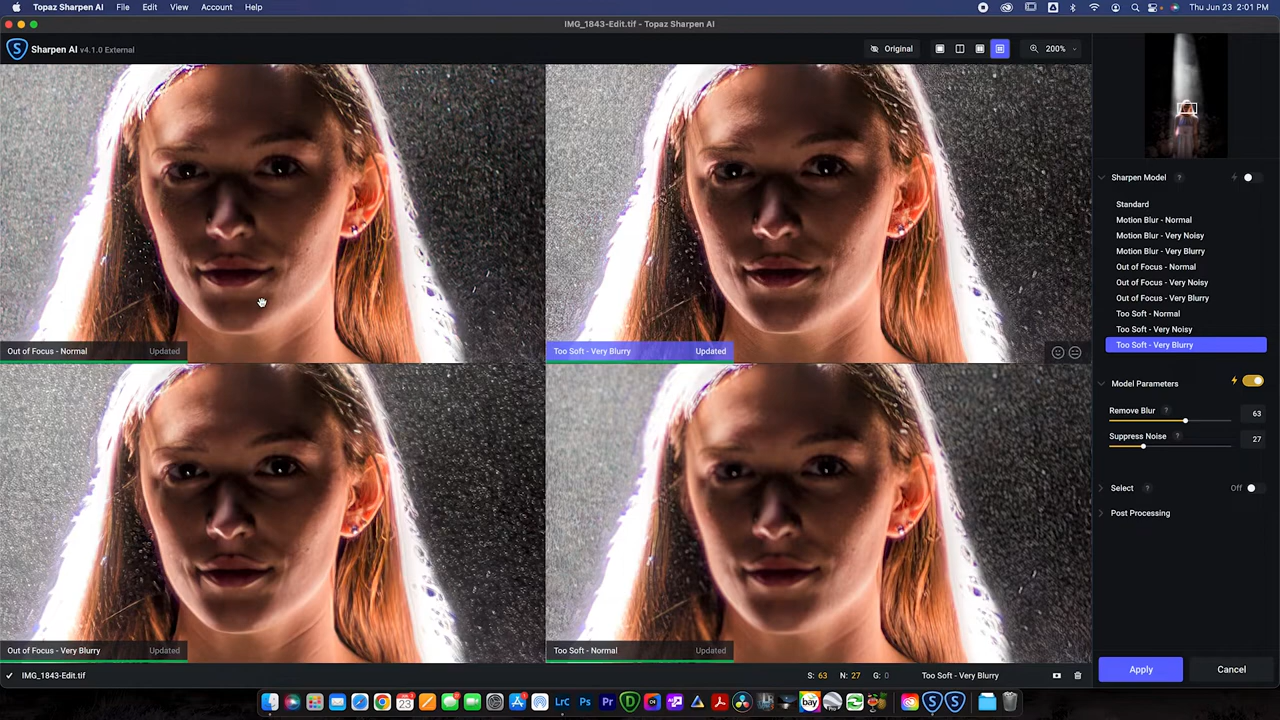 Topaz Sharpen AI File Edit View Account Help Thu Jun 23 2:01 PM
IMG_1843-Edit.tif - Topaz Sharpen AI
Sharpen AI v4.1.0 External Original 200%
Sharpen Model ?
Standard
Motion Blur - Normal
Motion Blur - Very Noisy
Motion Blur - Very Blurry
Out of Focus - Normal
Out of Focus - Very Noisy
Out of Focus - Very Blurry
Too Soft - Normal
Too Soft - Very Noisy
Too Soft - Very Blurry
Out of Focus - Normal Updated
Too Soft - Very Blurry Updated
Model Parameters
Remove Blur ? 63
Suppress Noise ? 27
Select ? Off
Post Processing
Out of Focus - Very Blurry Updated
Too Soft - Normal Updated
Apply Cancel
IMG_1843-Edit.tif S: 63 N: 27 G: 0 Too Soft - Very Blurry
23 LrC Ps Pr bay